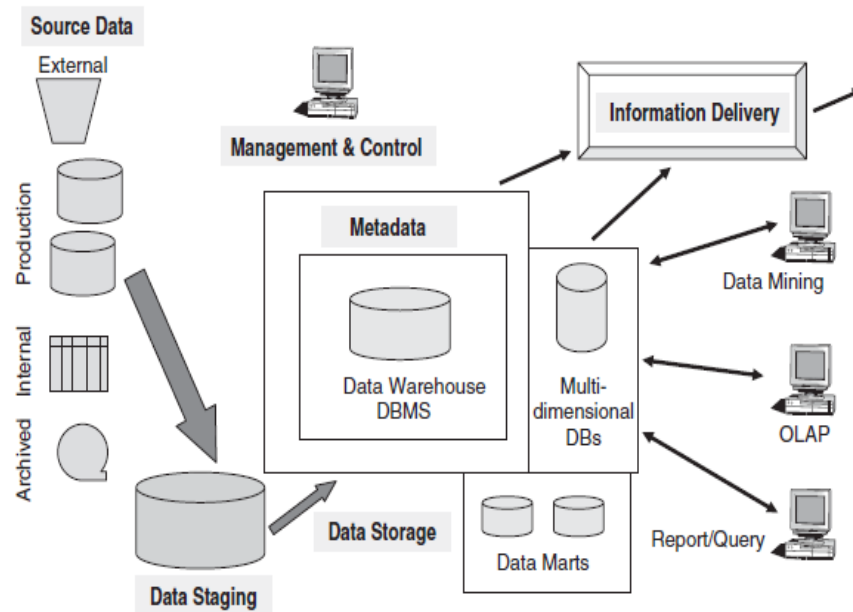 Source Data
External
Production
Internal
Archived
Data Staging
Management & Control
Metadata
Data Warehouse
DBMS
Multi-
dimensional
DBs
Data Storage
Data Marts
Information Delivery
Data Mining
OLAP
Report/Query